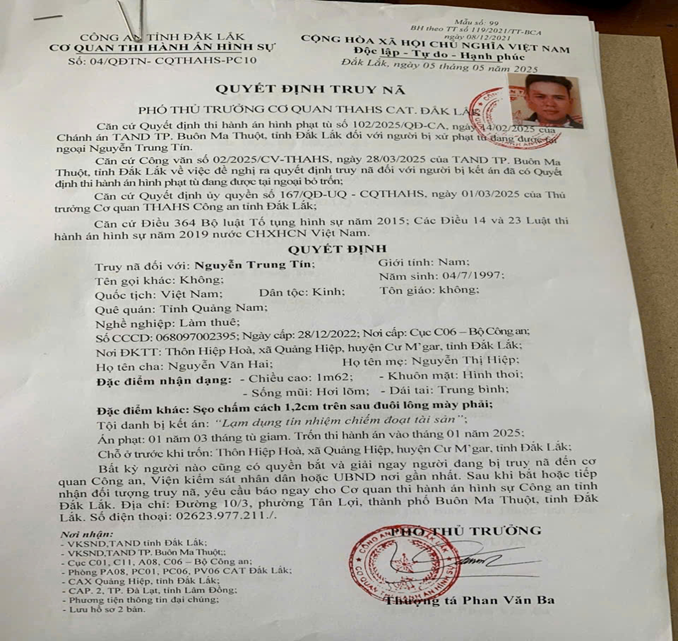 Mẫu số: 99
BH theo TT số 119/2021/TT-BCA
ngày 08/12/2021
CÔNG AN TỈNH ĐẮK LẮK
CƠ QUAN THI HÀNH ÁN HÌNH SỰ
Số: 04/QĐTN- CQTHAHS-PC10
CỘNG HÒA XÃ HỘI CHỦ NGHĨA VIỆT NAM
Độc lập - Tự do - Hạnh phúc
Đắk Lắk, ngày 05 tháng 05 năm 2025
QUYẾT ĐỊNH TRUY NÃ
PHÓ THỦ TRƯỞNG CƠ QUAN THAHS CAT. ĐẮK LẮK
Căn cứ Quyết định thi hành án hình phạt tù số 102/2025/QĐ-CA, ngày 14/02/2025 của
Chánh án TAND TP. Buôn Ma Thuột, tỉnh Đắk Lắk đối với người bị xử phạt tù đang được tại
ngoại Nguyễn Trung Tín.
Căn cứ Công văn số 02/2025/CV-THAHS, ngày 28/03/2025 của TAND TP. Buôn Ma
Thuột, tỉnh Đắk Lắk về việc đề nghị ra quyết định truy nã đối với người bị kết án đã có Quyết
định thi hành án hình phạt tù đang được tại ngoại bỏ trốn;
Căn cứ Quyết định ủy quyền số 167/QĐ-UQ - CQTHAHS, ngày 01/03/2025 của Thủ
trưởng Cơ quan THAHS Công an tỉnh Đắk Lắk;
Căn cứ Điều 364 Bộ luật Tố tụng hình sự năm 2015; Các Điều 14 và 23 Luật thi
hành án hình sự năm 2019 nước CHXHCN Việt Nam.
QUYẾT ĐỊNH
Truy nã đối với: Nguyễn Trung Tín; Giới tính: Nam;
Tên gọi khác: Không; Năm sinh: 04/7/1997;
Quốc tịch: Việt Nam; Dân tộc: Kinh; Tôn giáo: không;
Quê quán: Tỉnh Quảng Nam;
Nghề nghiệp: Làm thuê;
Số CCCD: 068097002395; Ngày cấp: 28/12/2022; Nơi cấp: Cục C06 – Bộ Công an;
Nơi ĐKTT: Thôn Hiệp Hoà, xã Quảng Hiệp, huyện Cư M’gar, tỉnh Đắk Lắk;
Họ tên cha: Nguyễn Văn Hai; Họ tên mẹ: Nguyễn Thị Hiệp;
Đặc điểm nhận dạng: - Chiều cao: 1m62; - Khuôn mặt: Hình thoi;
- Sống mũi: Hơi lõm; - Dái tai: Trung bình;
Đặc điểm khác: Sẹo chấm cách 1,2cm trên sau đuôi lông mày phải;
Tội danh bị kết án: “Lạm dụng tín nhiệm chiếm đoạt tài sản”;
Án phạt: 01 năm 03 tháng tù giam. Trốn thi hành án vào tháng 01 năm 2025;
Chỗ ở trước khi trốn: Thôn Hiệp Hoà, xã Quảng Hiệp, huyện Cư M’gar, tỉnh Đắk Lắk;
Bất kỳ người nào cũng có quyền bắt và giải ngay người đang bị truy nã đến cơ
quan Công an, Viện kiểm sát nhân dân hoặc UBND nơi gần nhất. Sau khi bắt hoặc tiếp
nhận đối tượng truy nã, yêu cầu báo ngay cho Cơ quan thi hành án hình sự Công an tỉnh
Đắk Lắk. Địa chỉ: Đường 10/3, phường Tân Lợi, thành phố Buôn Ma Thuột, tỉnh Đắk
Lắk. Số điện thoại: 02623.977.211./.
Nơi nhận:
- VKSND,TAND tỉnh Đắk Lắk;
- VKSND,TAND TP. Buôn Ma Thuột;;
- Cục C01, C11, A08, C06 – Bộ Công an;
- Phòng PA08, PC01, PC06, PV06 CAT Đắk Lắk;
- CAX Quảng Hiệp, tỉnh Đắk Lắk;
- CAP. 2, TP. Đà Lạt, tỉnh Lâm Đồng;
- Phương tiện thông tin đại chúng;
- Lưu hồ sơ 2 bản.
PHÓ THỦ TRƯỞNG
CÔNG AN TỈNH ĐẮK LẮK
CƠ QUAN THI HÀNH ÁN HÌNH SỰ
Thượng tá Phan Văn Ba